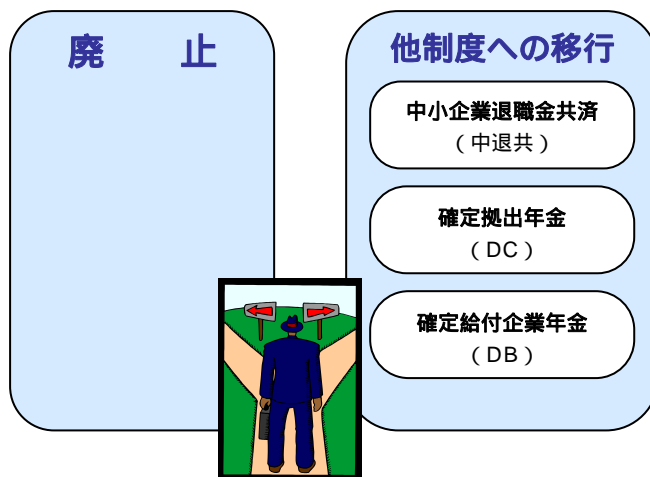 廃　止
他制度への移行
中小企業退職金共済
（中退共）
確定拠出年金
（DC）
確定給付企業年金
（DB）